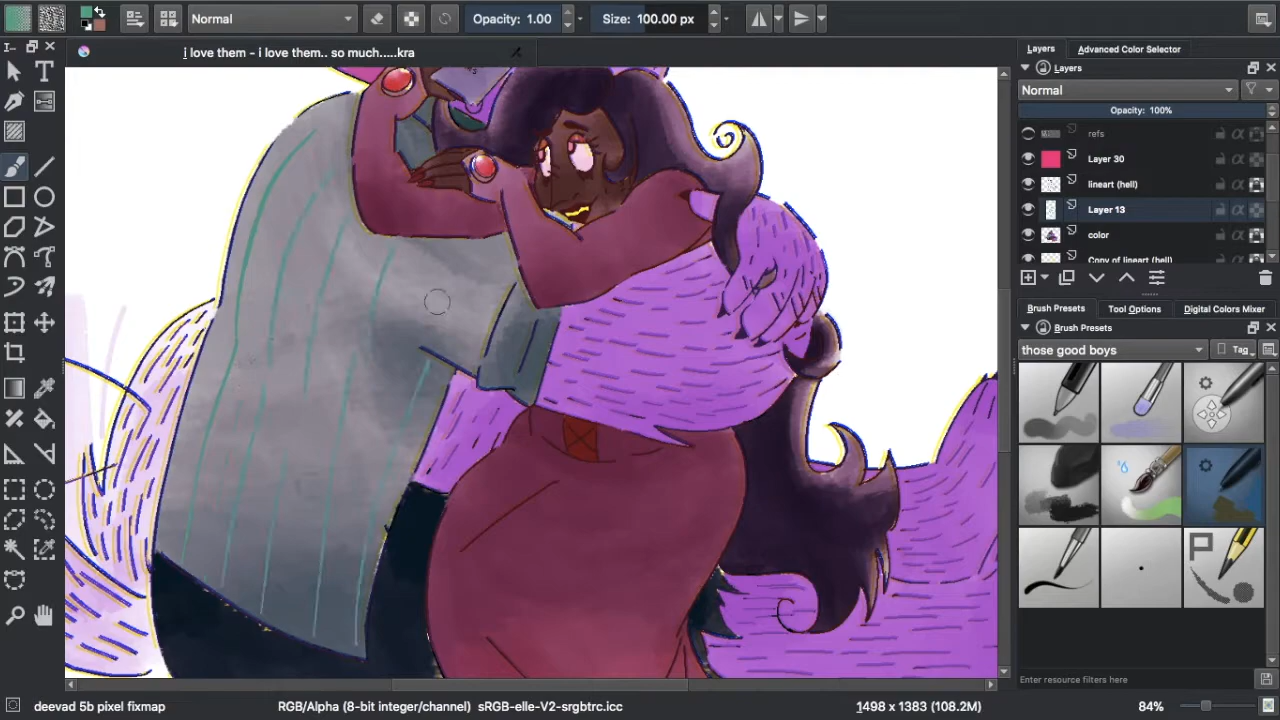 Normal
Opacity: 1.00
Size: 100.00 px
i love them - i love them.. so much.....kra
Layers
Advanced Color Selector
Layers
Normal
Opacity: 100%
refs
Layer 30
lineart (hell)
Layer 13
color
Copy of lineart (hell)
Brush Presets
Tool Options
Digital Colors Mixer
Brush Presets
those good boys
Tag
Enter resource filters here
deevad 5b pixel fixmap
RGB/Alpha (8-bit integer/channel)
sRGB-elle-V2-srgbtrc.icc
1498 x 1383 (108.2M)
84%